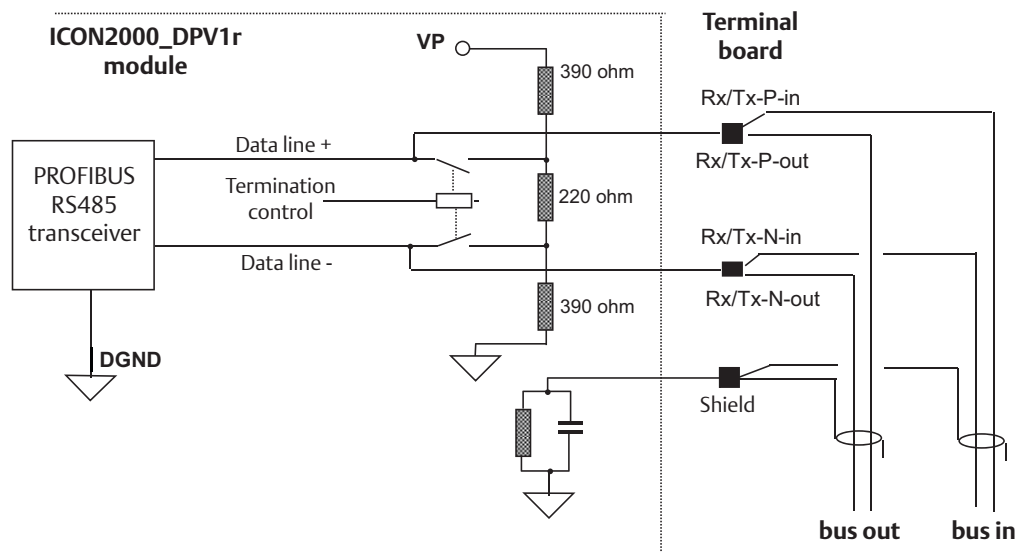 ICON2000_DPV1r
module
VP
390 ohm
Terminal
board
Rx/Tx-P-in
Rx/Tx-P-out
Data line +
PROFIBUS
RS485
transceiver
Termination
control
220 ohm
Rx/Tx-N-in
Data line -
Rx/Tx-N-out
390 ohm
DGND
Shield
bus out
bus in